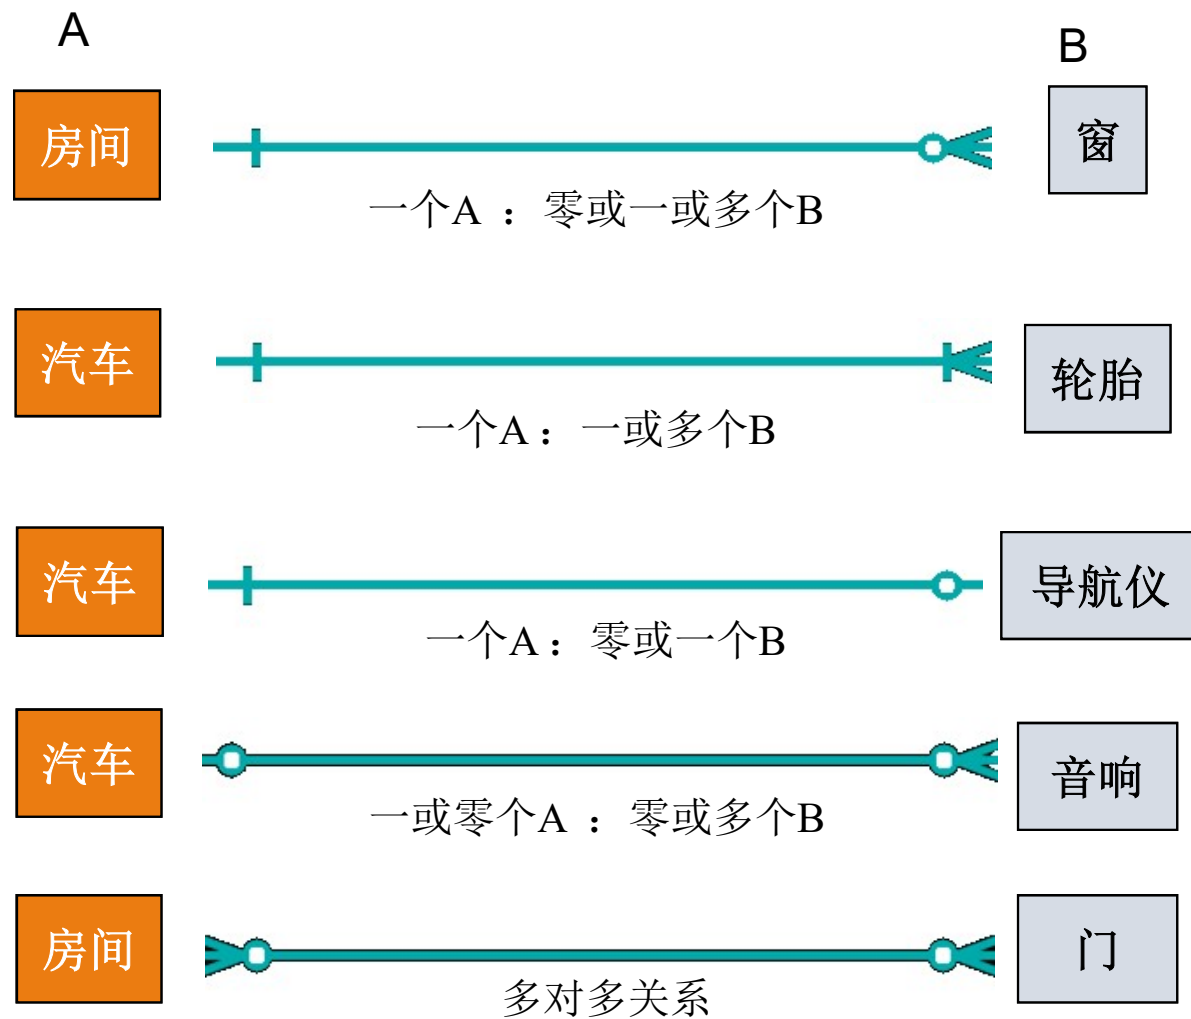 A
B
房间
窗
一个A ：零或一或多个B
汽车
轮胎
一个A：一或多个B
汽车
导航仪
一个A：零或一个B
汽车
音响
一或零个A ：零或多个B
房间
门
多对多关系